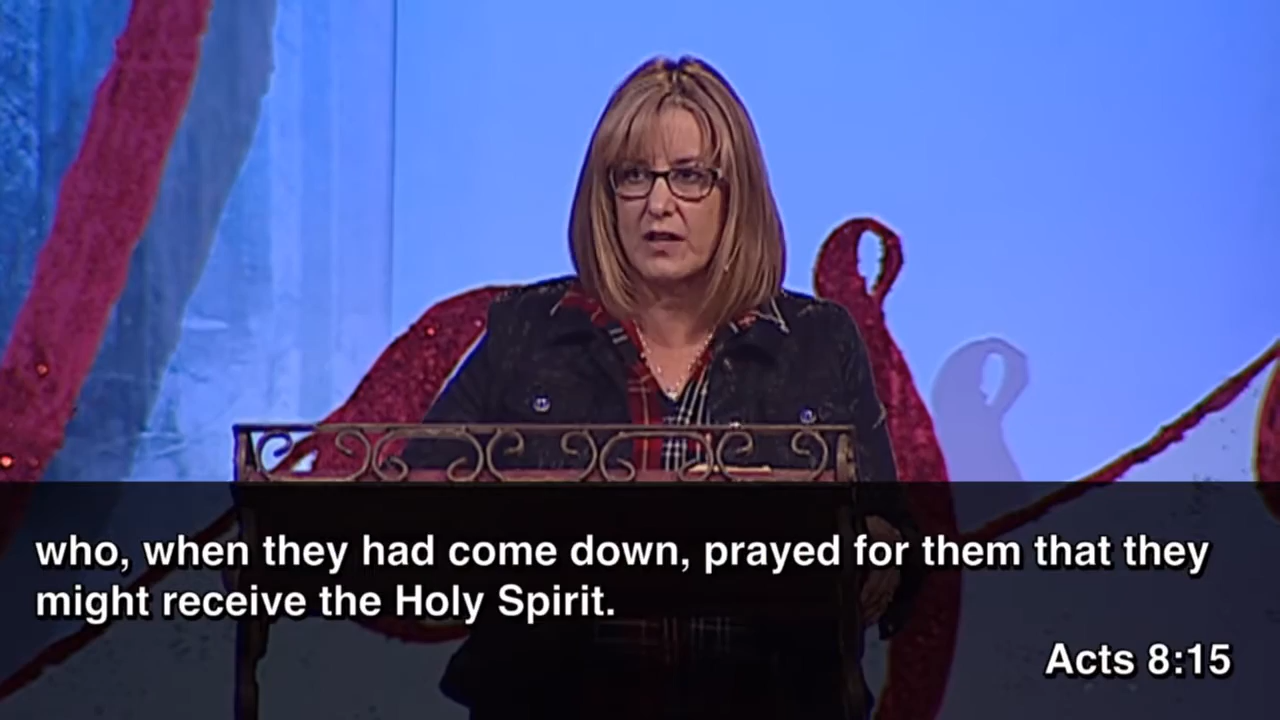 who, when they had come down, prayed for them that they
might receive the Holy Spirit.
Acts 8:15